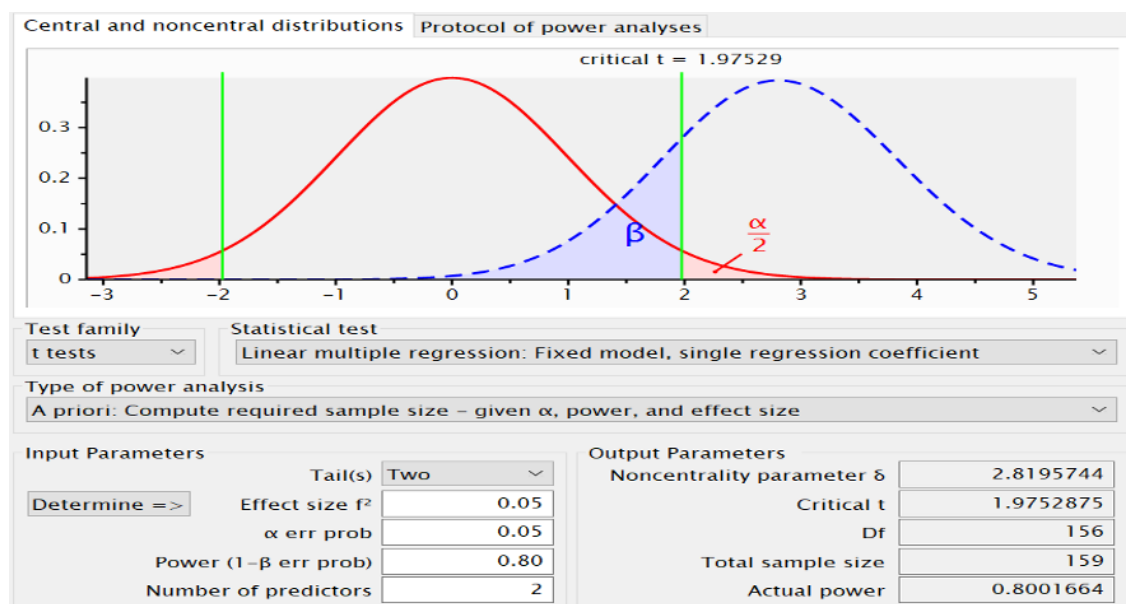 Central and noncentral distributions Protocol of power analyses
critical t = 1.97529
0.3
0.2
0.1
0
β
α
2
-3 -2 -1 0 1 2 3 4 5
Test family Statistical test
t tests Linear multiple regression: Fixed model, single regression coefficient
Type of power analysis
A priori: Compute required sample size – given α, power, and effect size
Input Parameters Output Parameters
Tail(s) Two Noncentrality parameter δ 2.8195744
Determine => Effect size f² 0.05 Critical t 1.9752875
α err prob 0.05 Df 156
Power (1-β err prob) 0.80 Total sample size 159
Number of predictors 2 Actual power 0.8001664